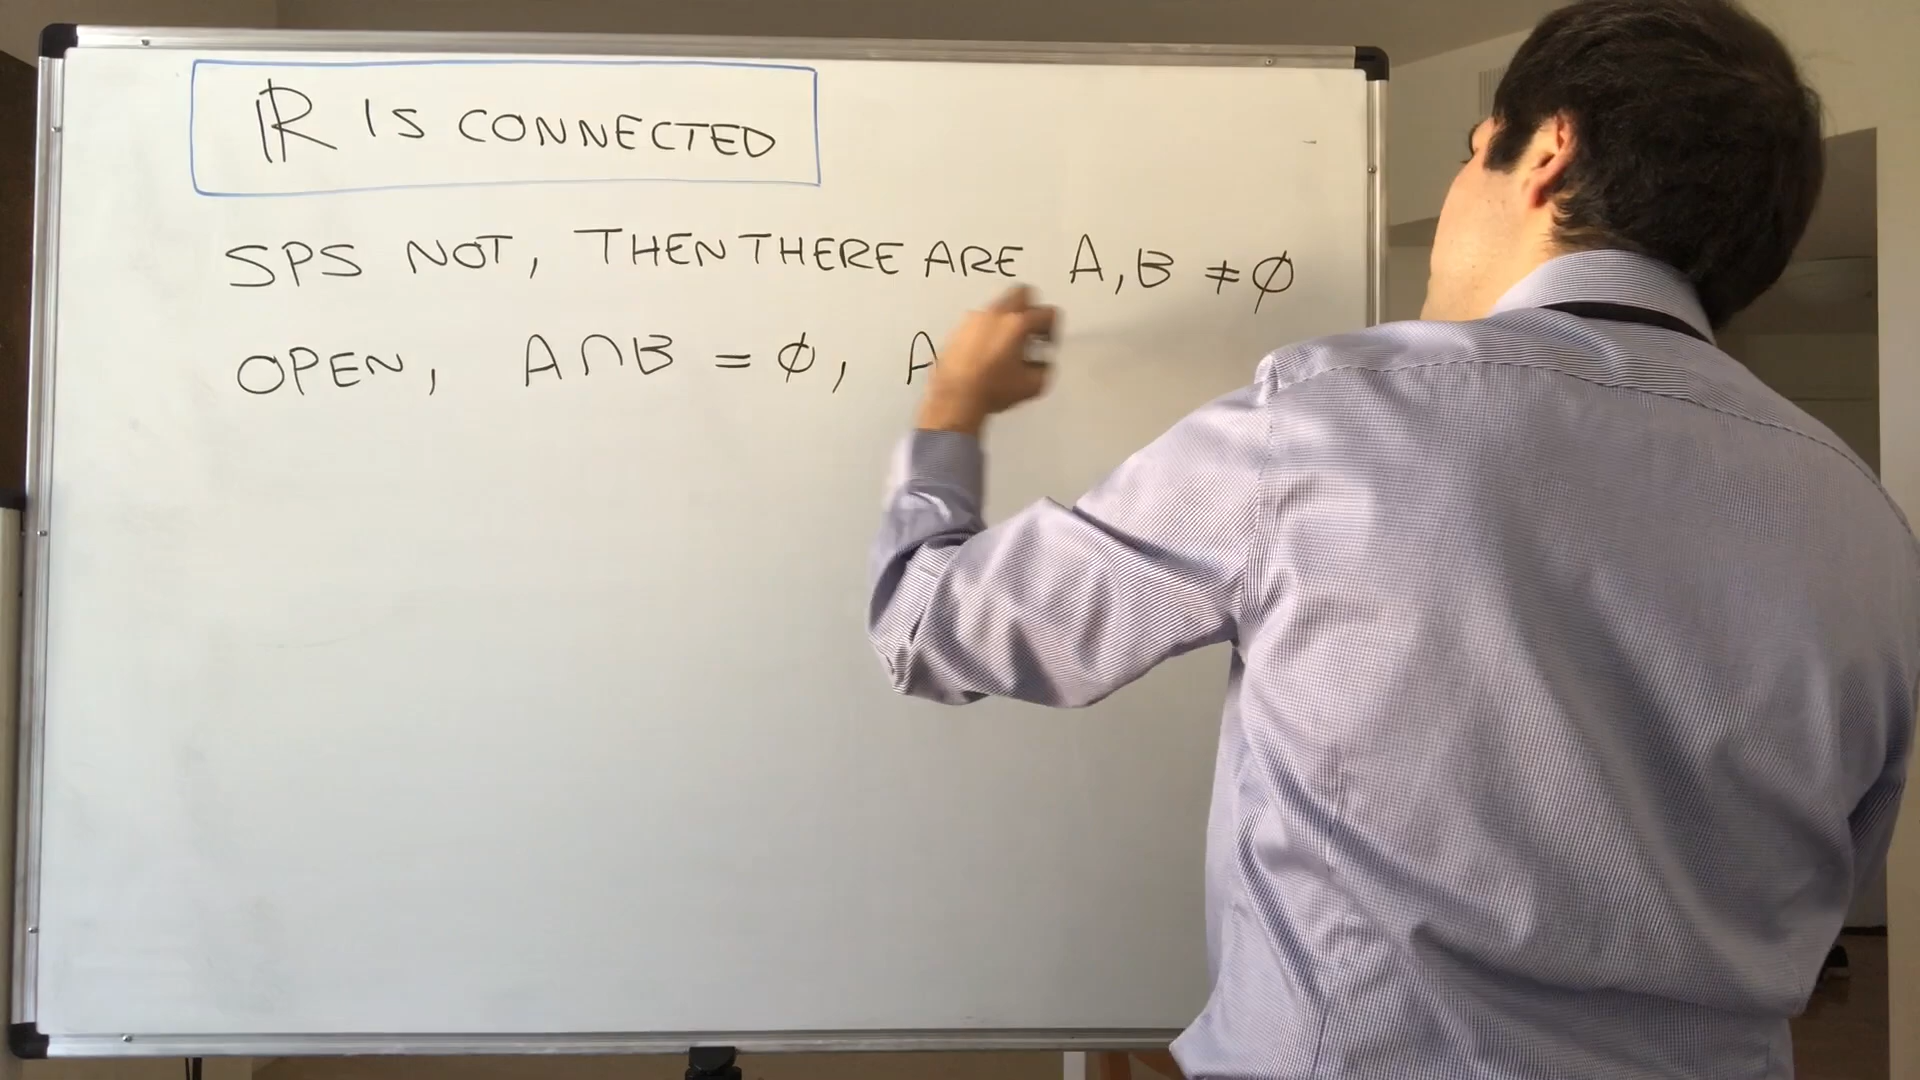 ℝ IS CONNECTED
SPS NOT, THEN THERE ARE A, B ≠ ∅
OPEN, A∩B = ∅, A